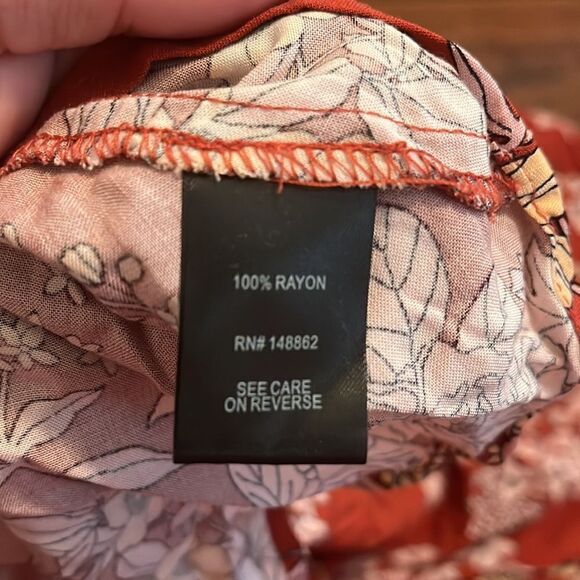 100% RAYON
RN# 148862
SEE CARE
ON REVERSE